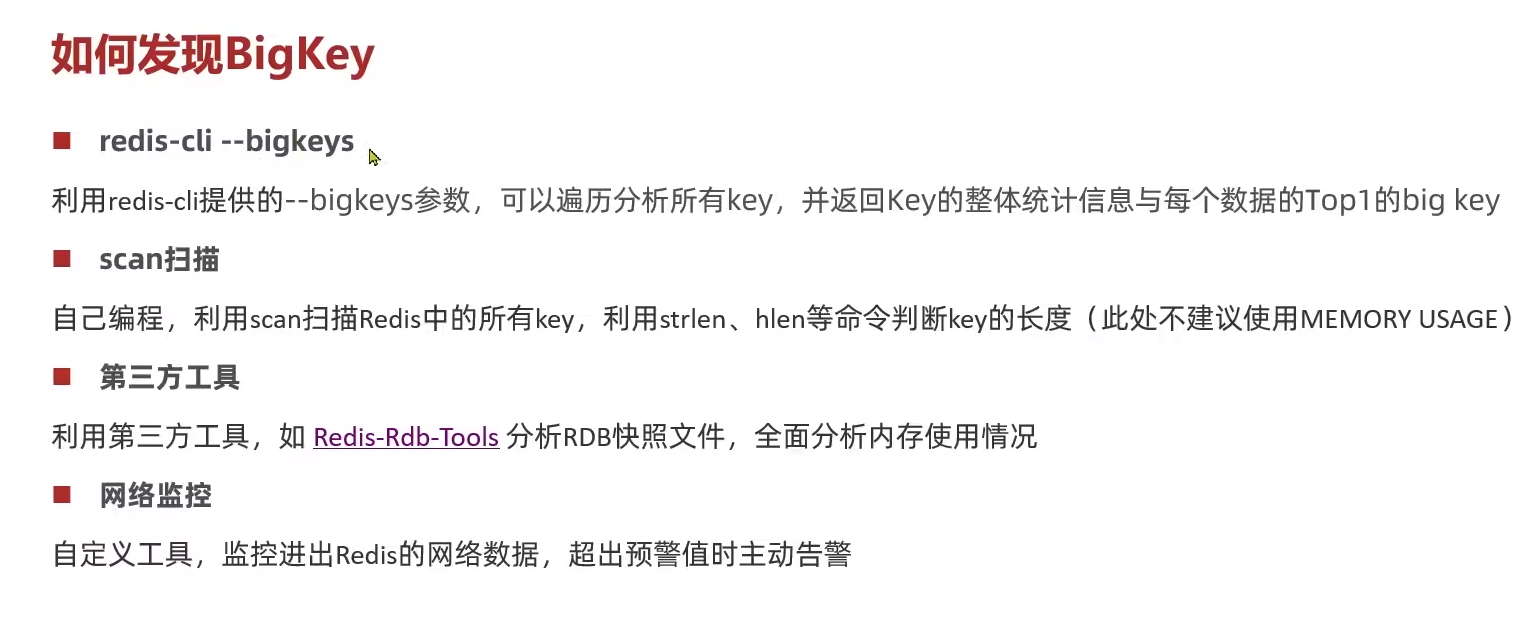 如何发现BigKey
redis-cli --bigkeys
利用redis-cli提供的--bigkeys参数，可以遍历分析所有key，并返回Key的整体统计信息与每个数据的Top1的big key
scan扫描
自己编程，利用scan扫描Redis中的所有key，利用strlen、hlen等命令判断key的长度（此处不建议使用MEMORY USAGE）
第三方工具
利用第三方工具，如 Redis-Rdb-Tools 分析RDB快照文件，全面分析内存使用情况
网络监控
自定义工具，监控进出Redis的网络数据，超出预警值时主动告警